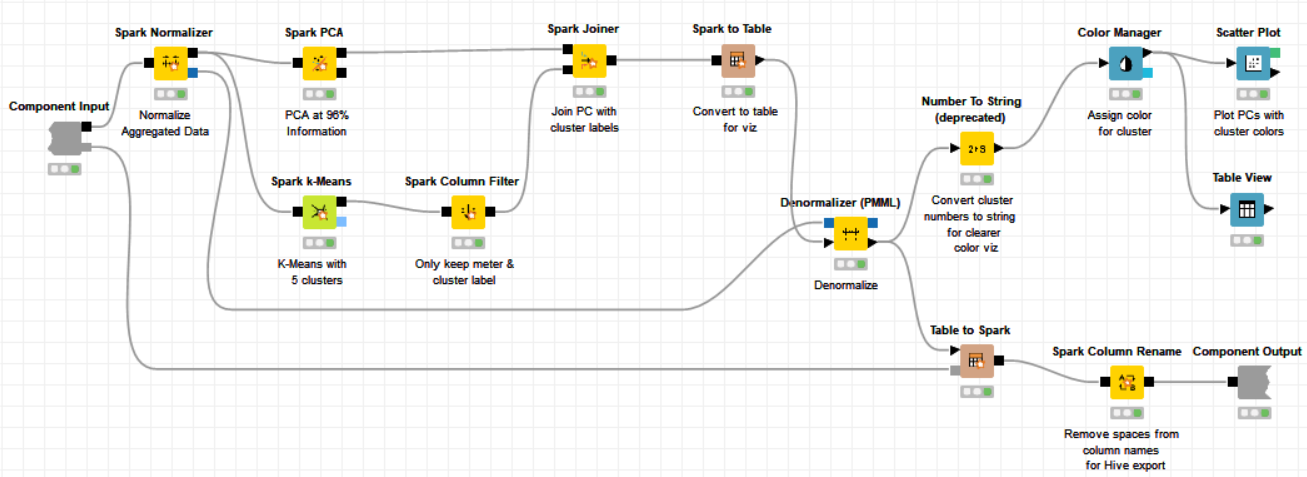 Spark Normalizer
Normalize
Aggregated Data
Spark PCA
PCA at 96%
Information
Spark Joiner
Join PC with
cluster labels
Spark to Table
Convert to table
for viz
Color Manager
Assign color
for cluster
Scatter Plot
Plot PCs with
cluster colors
Component Input
Number To String
(deprecated)
2▸S
Convert cluster
numbers to string
for clearer
color viz
Spark k-Means
K-Means with
5 clusters
Spark Column Filter
Only keep meter &
cluster label
Denormalizer (PMML)
Denormalize
Table View
Table to Spark
Spark Column Rename
Remove spaces from
column names
for Hive export
Component Output